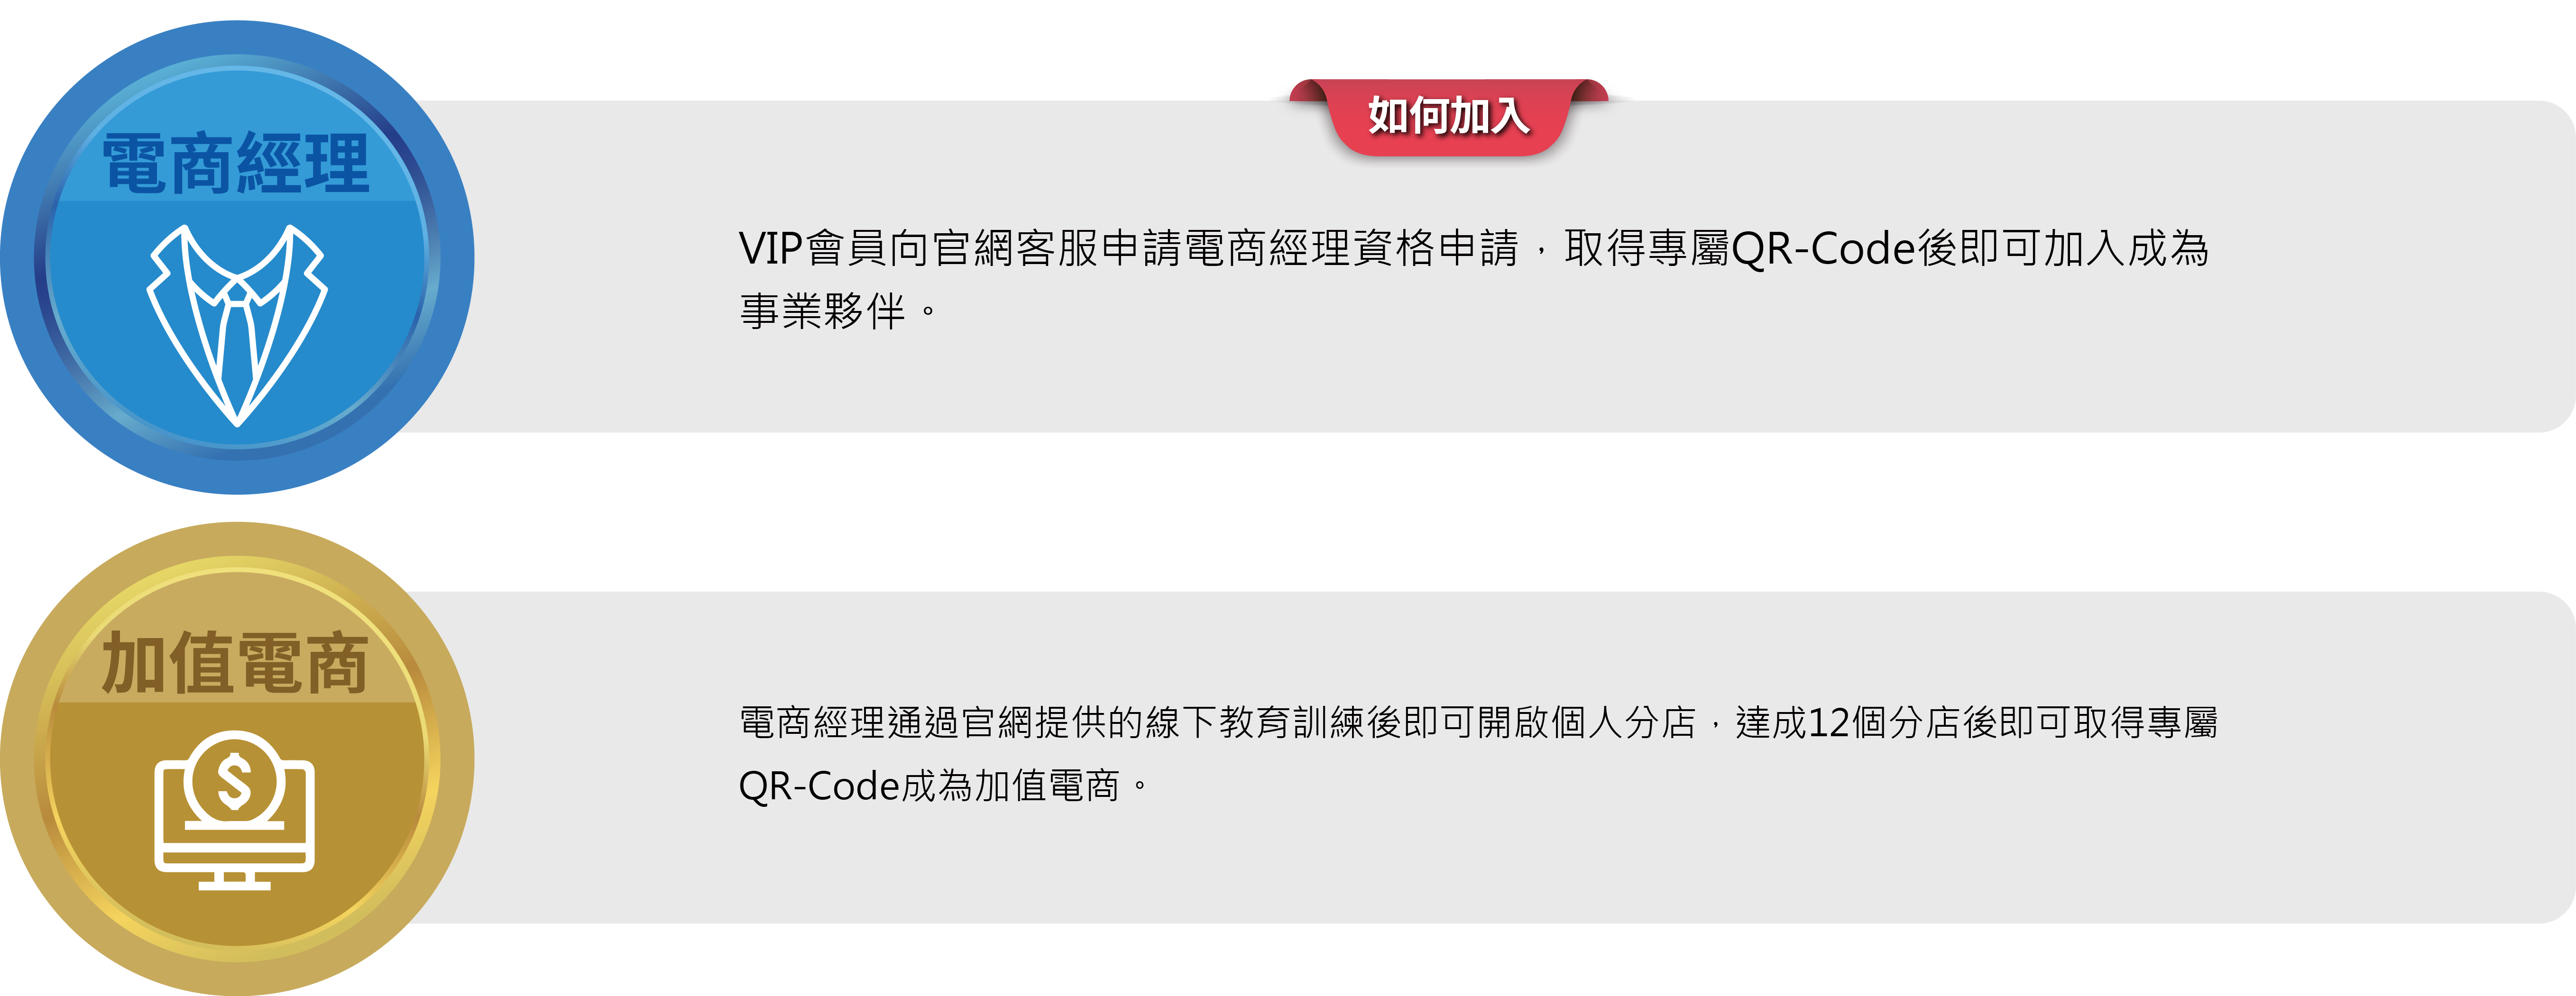 如何加入
電商經理
VIP會員向官網客服申請電商經理資格申請，取得專屬QR-Code後即可加入成為
事業夥伴。
加值電商
電商經理通過官網提供的線下教育訓練後即可開啟個人分店，達成12個分店後即可取得專屬
QR-Code成為加值電商。